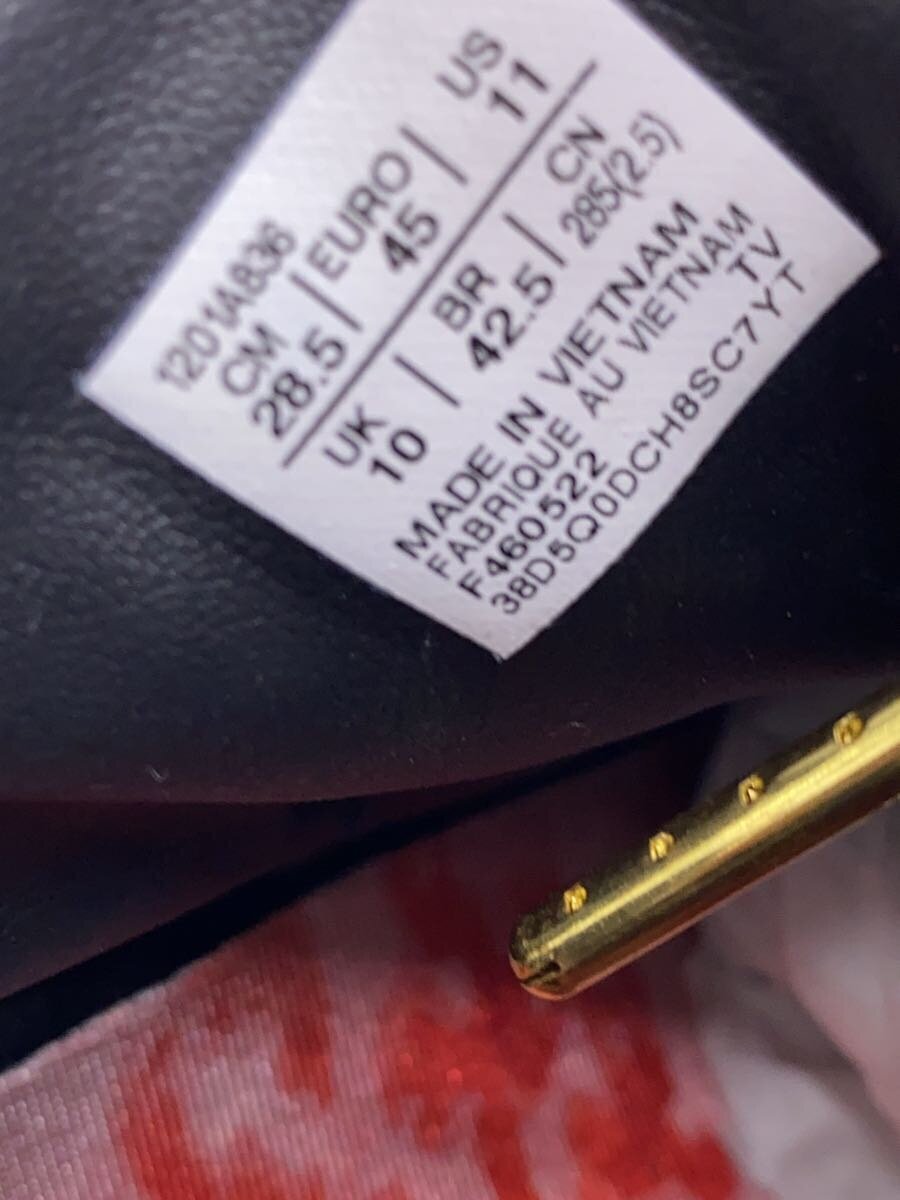 1201A836
CM | EURO | US
28.5 | 45 | 11
UK | BR | CN
10 | 42.5 | 285(2.5)
MADE IN VIETNAM
FABRIQUE AU VIETNAM
F460522 TV
38D5Q0DCH8SC7YT